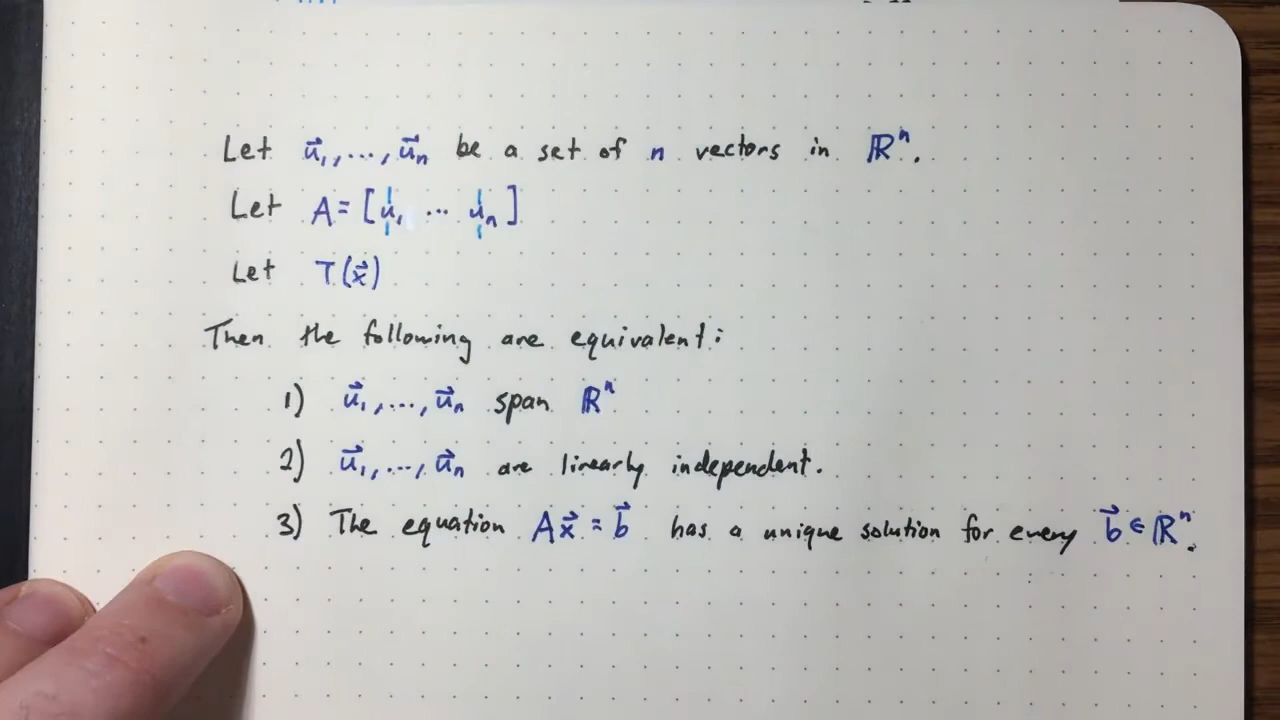 Let u⃗₁,...,u⃗ₙ be a set of n vectors in ℝⁿ.
Let A = [u₁ ... uₙ]
Let T(x⃗)
Then the following are equivalent:
1) u⃗₁,...,u⃗ₙ span ℝⁿ
2) u⃗₁,...,u⃗ₙ are linearly independent.
3) The equation Ax⃗ = b⃗ has a unique solution for every b⃗ ∈ ℝⁿ.